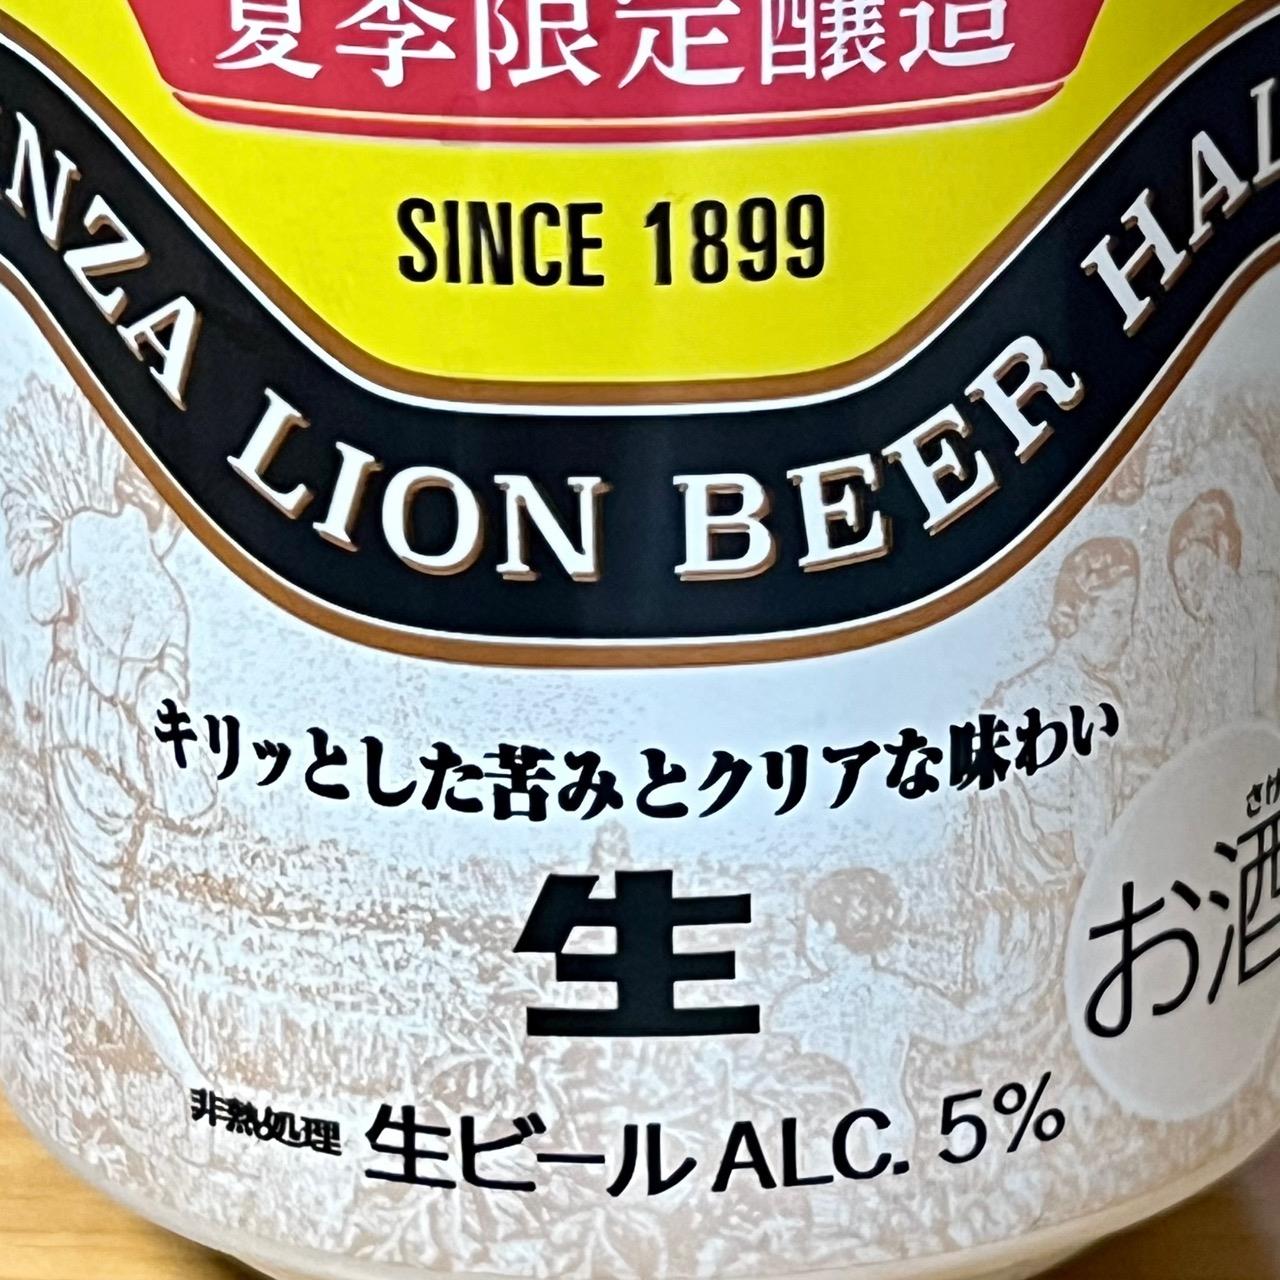 夏季限定醸造
SINCE 1899
NZA LION BEER HAL
キリッとした苦みとクリアな味わい
さけ
お酒
生
非熱処理 生ビール ALC. 5%